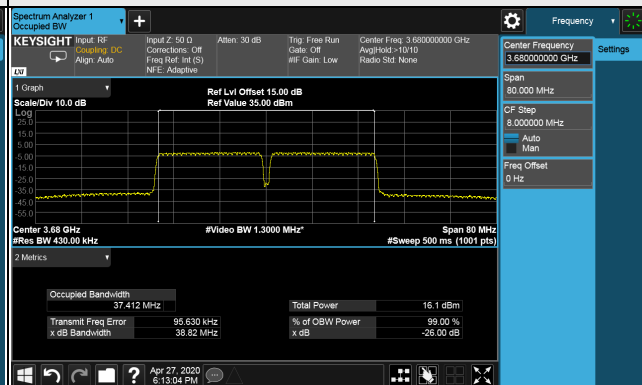 Spectrum Analyzer 1
Occupied BW
Frequency
KEYSIGHT
Input: RF
Coupling: DC
Align: Auto
Input Z: 50 Ω
Corrections: Off
Freq Ref: Int (S)
NFE: Adaptive
Atten: 30 dB
Trig: Free Run
Gate: Off
#IF Gain: Low
Center Freq: 3.680000000 GHz
Avg|Hold:>10/10
Radio Std: None
LXI
Center Frequency
3.680000000 GHz
Settings
Span
80.000 MHz
CF Step
8.000000 MHz
Auto
Man
Freq Offset
0 Hz
1 Graph
Scale/Div 10.0 dB
Ref Lvl Offset 15.00 dB
Ref Value 35.00 dBm
Log
25.0
15.0
5.00
-5.00
-15.0
-25.0
-35.0
-45.0
-55.0
Center 3.68 GHz
#Video BW 1.3000 MHz*
Span 80 MHz
#Res BW 430.00 kHz
#Sweep 500 ms (1001 pts)
2 Metrics
Occupied Bandwidth
37.412 MHz
Total Power 16.1 dBm
Transmit Freq Error 95.630 kHz
% of OBW Power 99.00 %
x dB Bandwidth 38.82 MHz
x dB -26.00 dB
?
Apr 27, 2020
6:13:04 PM